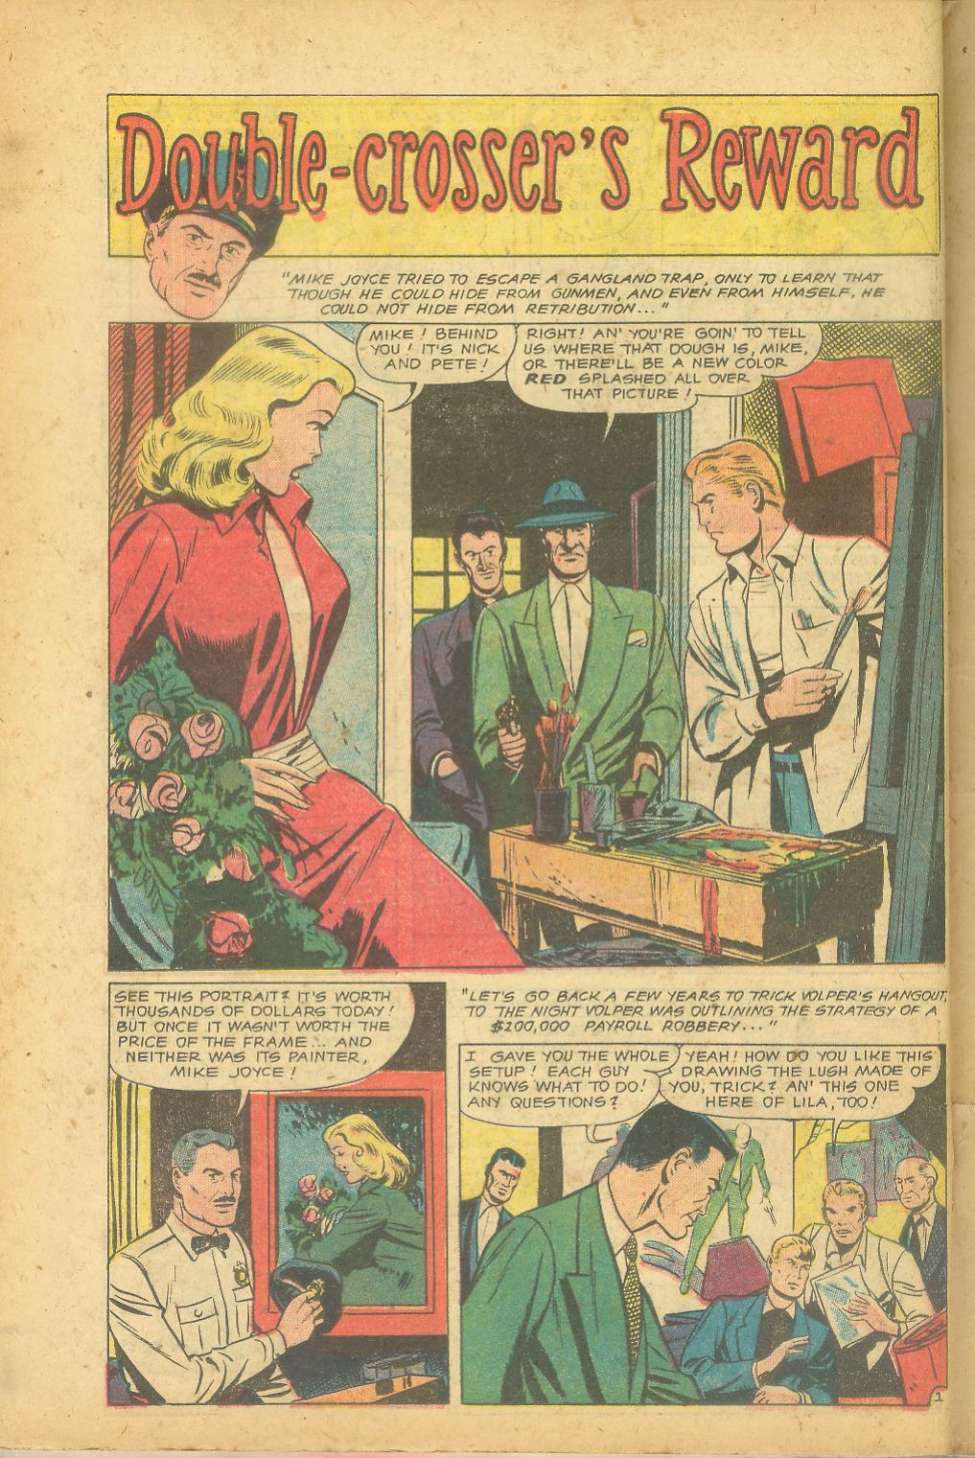 Double-crosser's Reward
"MIKE JOYCE TRIED TO ESCAPE A GANGLAND TRAP, ONLY TO LEARN THAT
THOUGH HE COULD HIDE FROM GUNMEN, AND EVEN FROM HIMSELF, HE
COULD NOT HIDE FROM RETRIBUTION..."
MIKE! BEHIND
YOU! IT'S NICK
AND PETE!
RIGHT! AN' YOU'RE GOIN' TO TELL
US WHERE THAT DOUGH IS, MIKE,
OR THERE'LL BE A NEW COLOR
RED SPLASHED ALL OVER
THAT PICTURE!
SEE THIS PORTRAIT? IT'S WORTH
THOUSANDS OF DOLLARS TODAY!
BUT ONCE IT WASN'T WORTH THE
PRICE OF THE FRAME... AND
NEITHER WAS ITS PAINTER,
MIKE JOYCE!
"LET'S GO BACK A FEW YEARS TO TRICK VOLPER'S HANGOUT,
TO THE NIGHT VOLPER WAS OUTLINING THE STRATEGY OF A
$200,000 PAYROLL ROBBERY..."
I GAVE YOU THE WHOLE
SETUP! EACH GUY
KNOWS WHAT TO DO!
ANY QUESTIONS?
YEAH! HOW DO YOU LIKE THIS
DRAWING THE LUSH MADE OF
YOU, TRICK? AN' THIS ONE
HERE OF LILA, TOO!
1